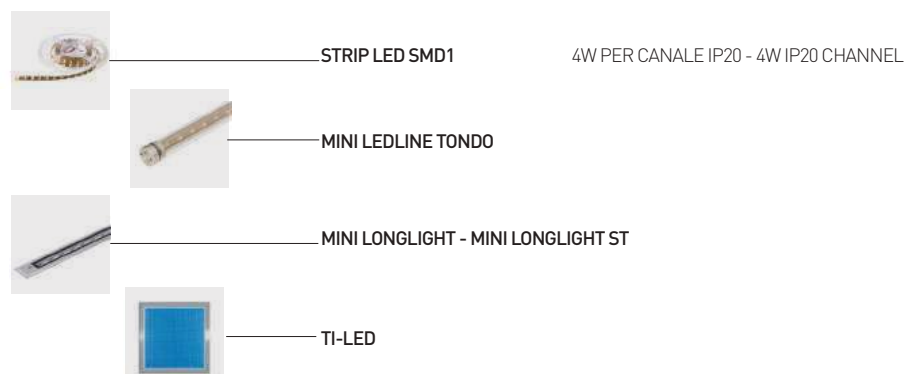 STRIP LED SMD1 4W PER CANALE IP20 - 4W IP20 CHANNEL
MINI LEDLINE TONDO
MINI LONGLIGHT - MINI LONGLIGHT ST
TI-LED